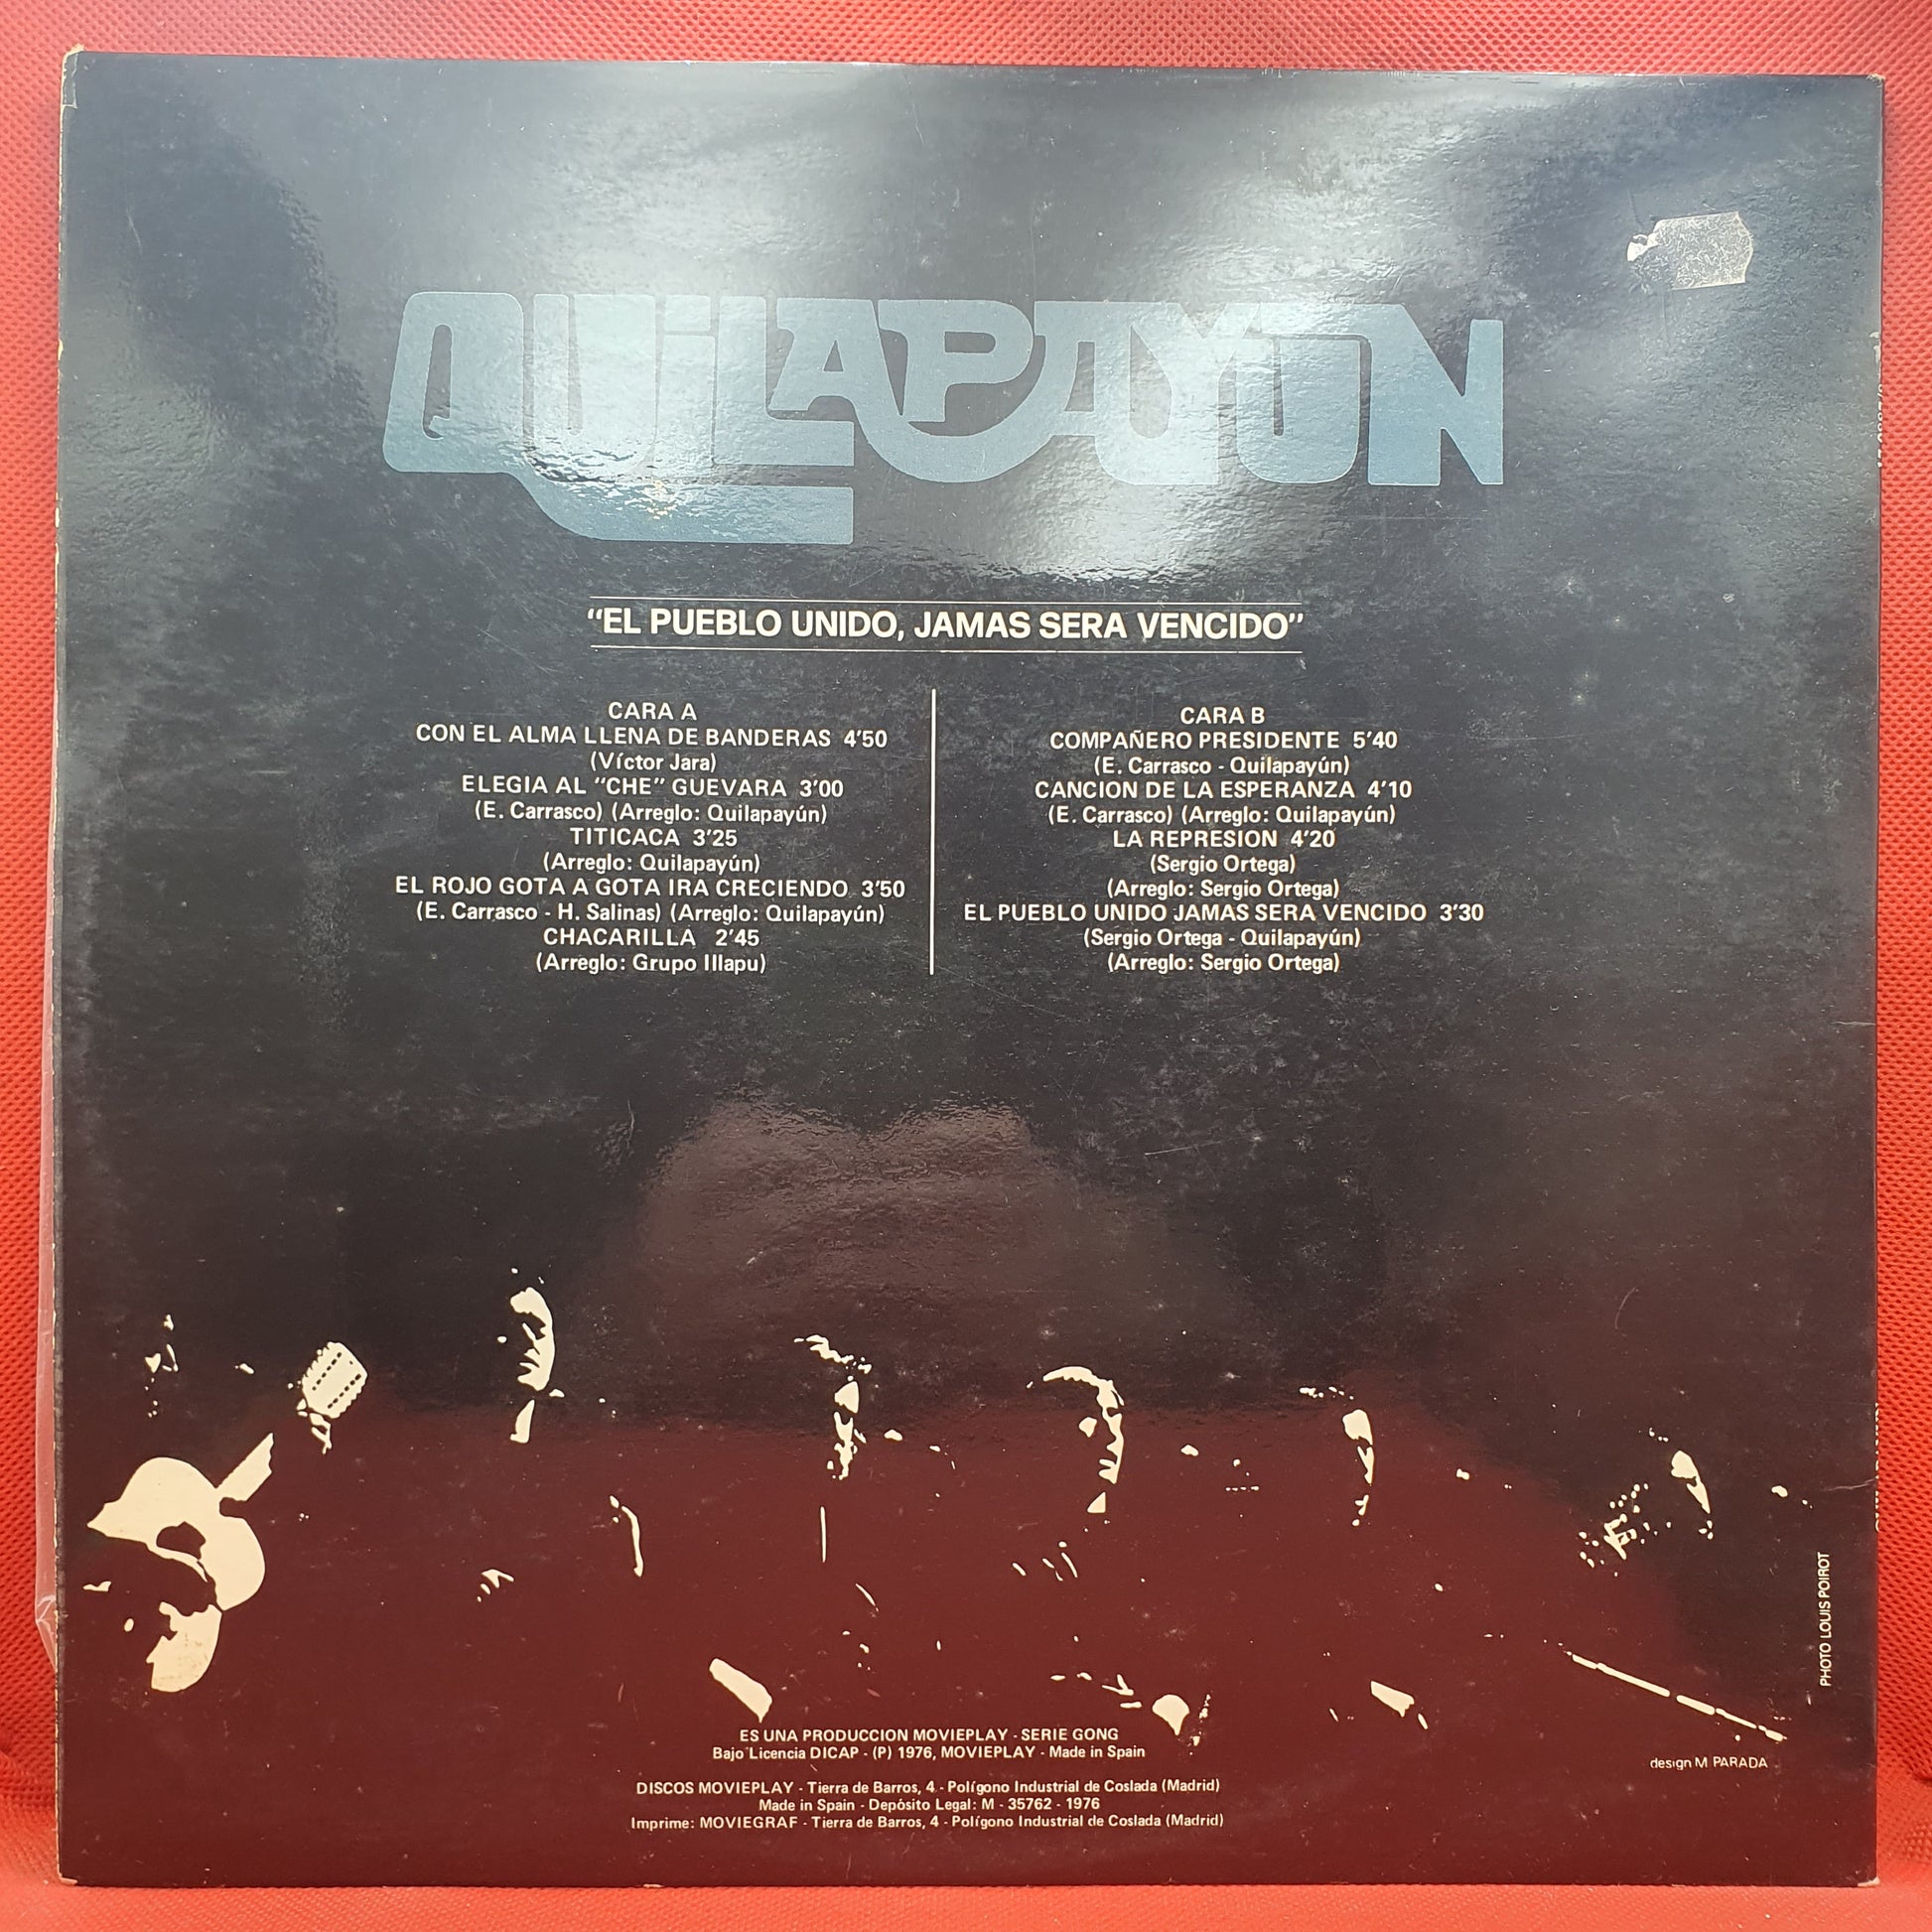 QUILAPAYUN
"EL PUEBLO UNIDO, JAMAS SERA VENCIDO"
CARA A
CON EL ALMA LLENA DE BANDERAS 4'50
(Víctor Jara)
ELEGIA AL "CHE" GUEVARA 3'00
(E. Carrasco) (Arreglo: Quilapayún)
TITICACA 3'25
(Arreglo: Quilapayún)
EL ROJO GOTA A GOTA IRA CRECIENDO 3'50
(E. Carrasco - H. Salinas) (Arreglo: Quilapayún)
CHACARILLA 2'45
(Arreglo: Grupo Illapu)
CARA B
COMPAÑERO PRESIDENTE 5'40
(E. Carrasco - Quilapayún)
CANCION DE LA ESPERANZA 4'10
(E. Carrasco) (Arreglo: Quilapayún)
LA REPRESION 4'20
(Sergio Ortega)
(Arreglo: Sergio Ortega)
EL PUEBLO UNIDO JAMAS SERA VENCIDO 3'30
(Sergio Ortega - Quilapayún)
(Arreglo: Sergio Ortega)
PHOTO LOUIS POIROT
ES UNA PRODUCCION MOVIEPLAY - SERIE GONG
Bajo Licencia DICAP - (P) 1976, MOVIEPLAY - Made in Spain
design M PARADA
DISCOS MOVIEPLAY - Tierra de Barros, 4 - Polígono Industrial de Coslada (Madrid)
Made in Spain - Depósito Legal: M - 35762 - 1976
Imprime: MOVIEGRAF - Tierra de Barros, 4 - Polígono Industrial de Coslada (Madrid)